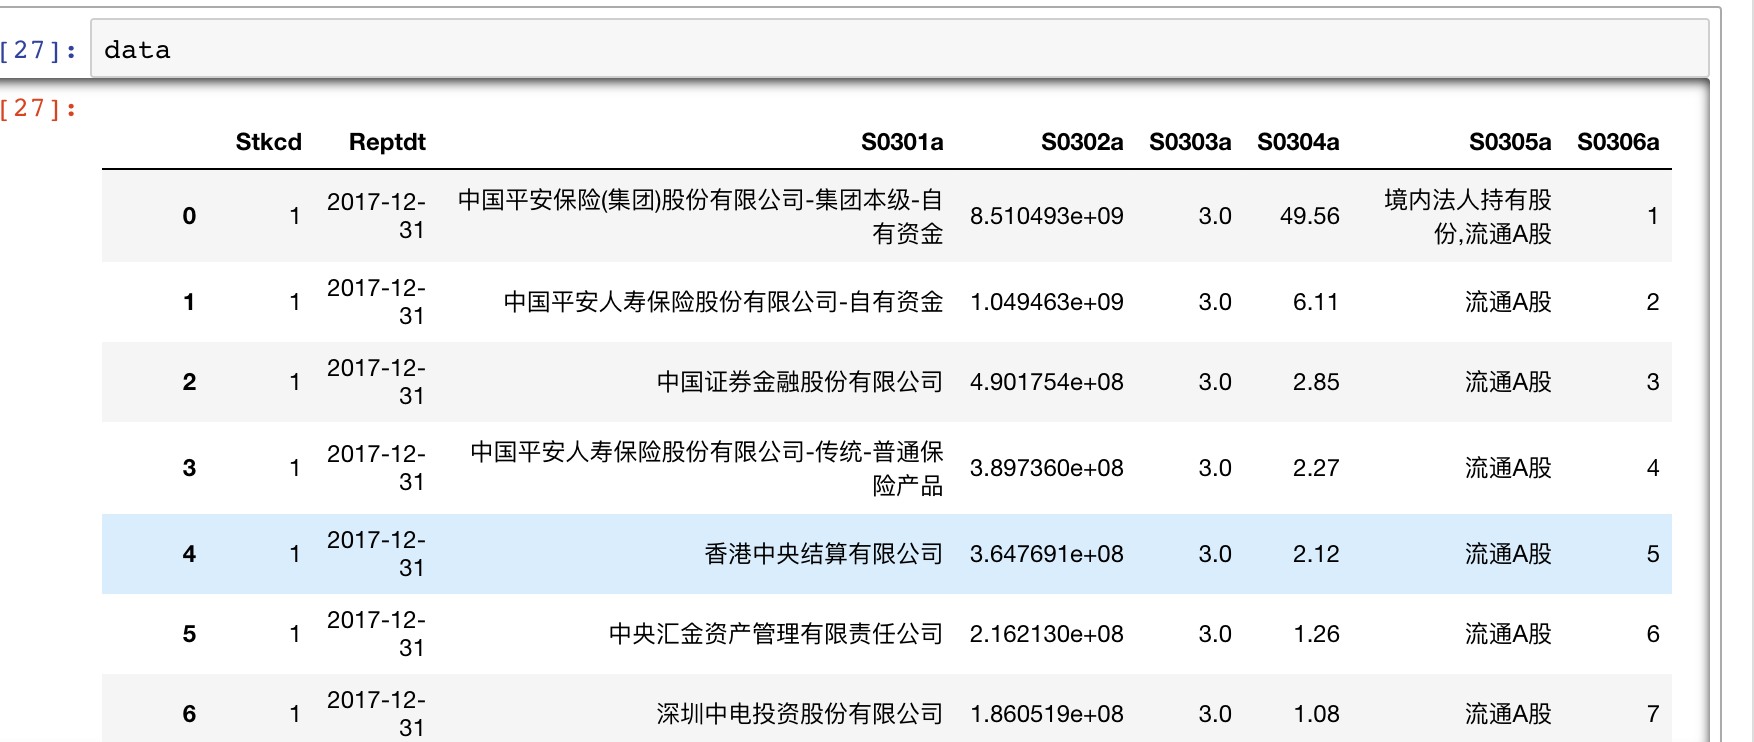 [27]: data
[27]:
Stkcd Reptdt S0301a S0302a S0303a S0304a S0305a S0306a
0 1 2017-12-31 中国平安保险(集团)股份有限公司-集团本级-自有资金 8.510493e+09 3.0 49.56 境内法人持有股份,流通A股 1
1 1 2017-12-31 中国平安人寿保险股份有限公司-自有资金 1.049463e+09 3.0 6.11 流通A股 2
2 1 2017-12-31 中国证券金融股份有限公司 4.901754e+08 3.0 2.85 流通A股 3
3 1 2017-12-31 中国平安人寿保险股份有限公司-传统-普通保险产品 3.897360e+08 3.0 2.27 流通A股 4
4 1 2017-12-31 香港中央结算有限公司 3.647691e+08 3.0 2.12 流通A股 5
5 1 2017-12-31 中央汇金资产管理有限责任公司 2.162130e+08 3.0 1.26 流通A股 6
6 1 2017-12-31 深圳中电投资股份有限公司 1.860519e+08 3.0 1.08 流通A股 7